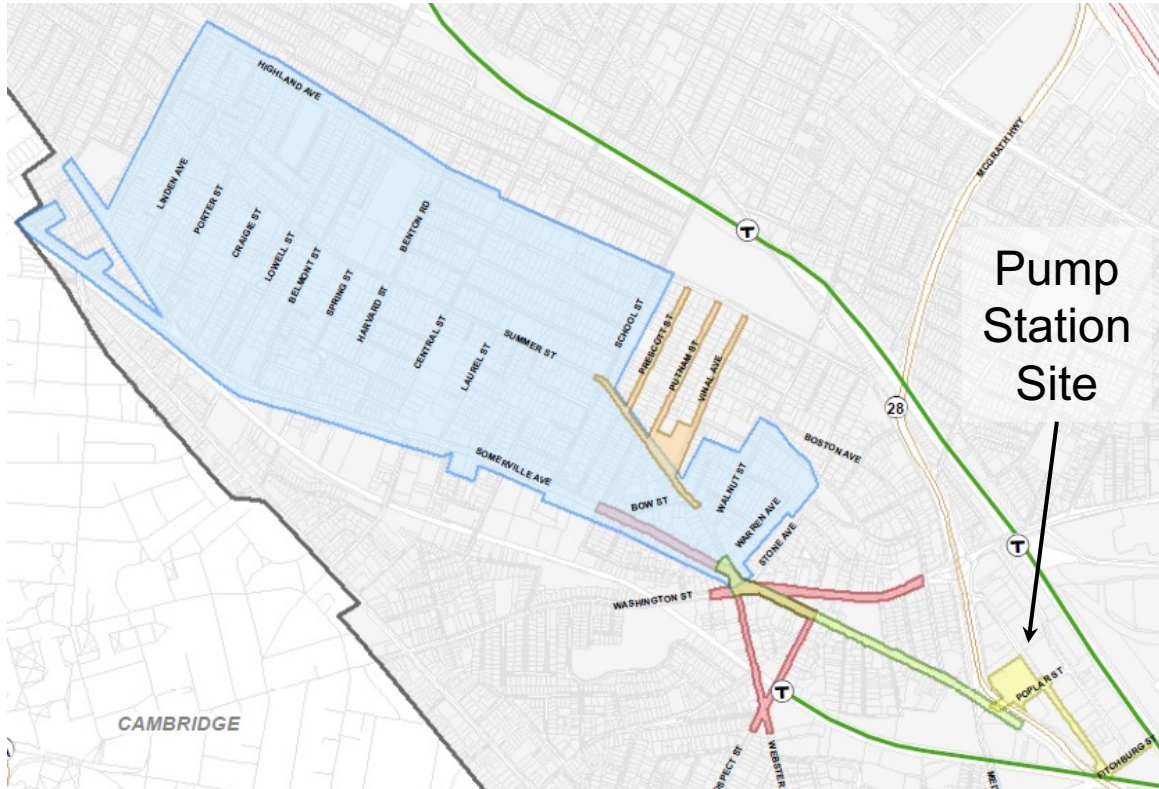 HIGHLAND AVE
MCGRATH HWY
LINDEN AVE
PORTER ST
CRAIGIE ST
LOWELL ST
BELMONT ST
SPRING ST
HARVARD ST
BENTON RD
CENTRAL ST
LAUREL ST
SUMMER ST
SCHOOL ST
PRESCOTT ST
PUTNAM ST
VINAL AVE
T
Pump
Station
Site
28
BOSTON AVE
SOMERVILLE AVE
BOW ST
WALNUT ST
WARREN AVE
STONE AVE
T
WASHINGTON ST
POPLAR ST
T
CAMBRIDGE
SPECT ST
WEBSTER
MED
FITCHBURG ST